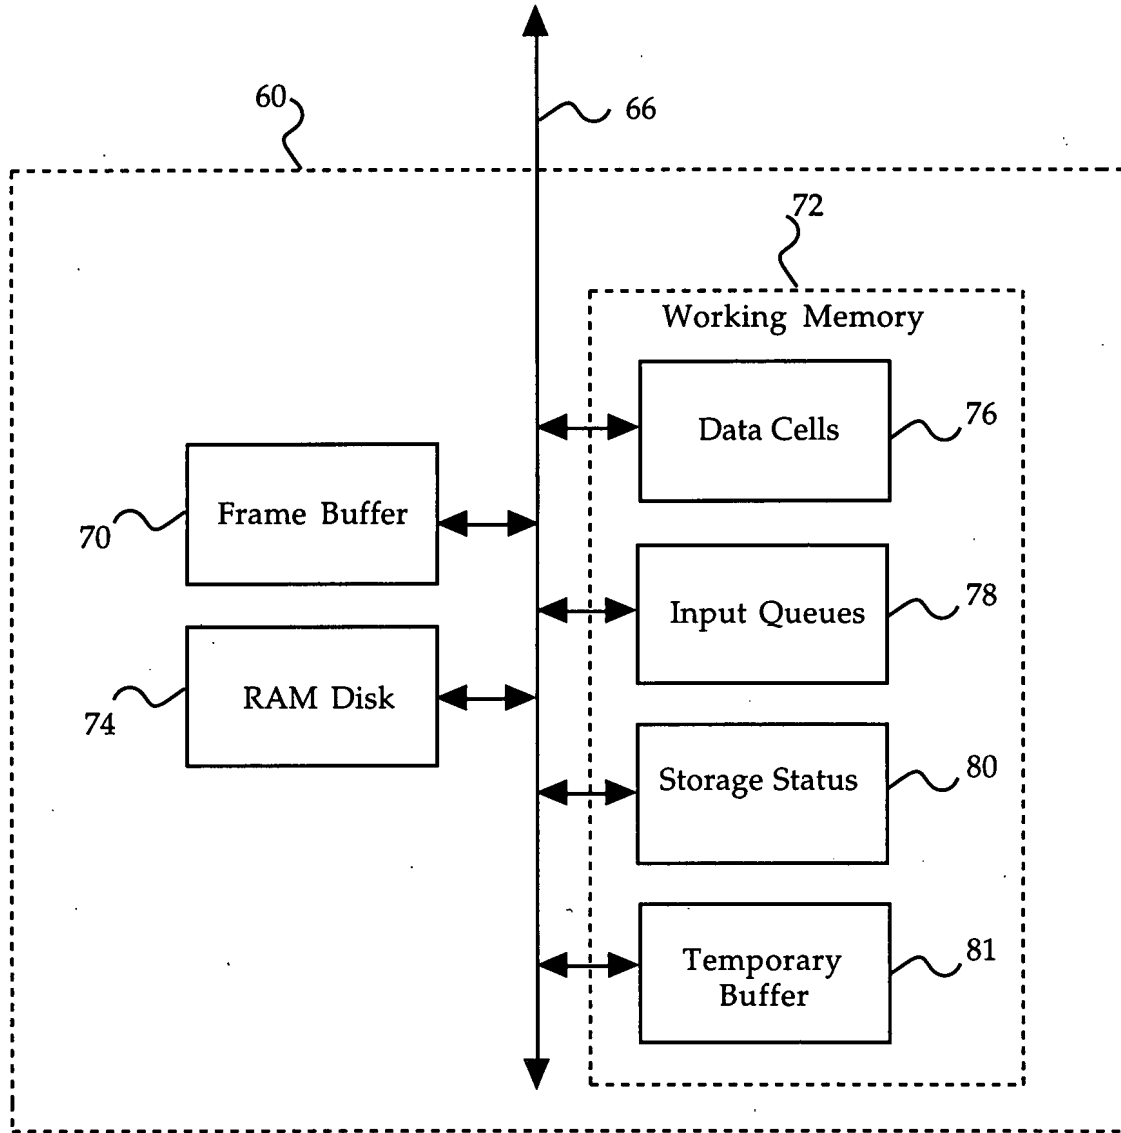 60
66
72
Working Memory
Data Cells
76
Frame Buffer
70
Input Queues
78
RAM Disk
74
Storage Status
80
Temporary
Buffer
81